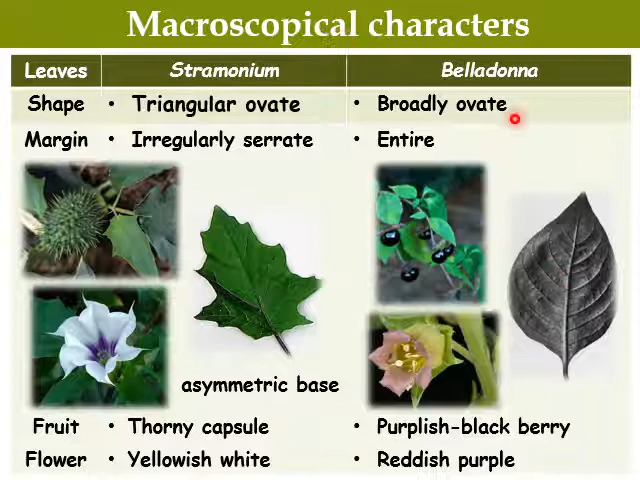 Macroscopical characters
Leaves Stramonium Belladonna
Shape • Triangular ovate • Broadly ovate
Margin • Irregularly serrate • Entire
asymmetric base
Fruit • Thorny capsule • Purplish-black berry
Flower • Yellowish white • Reddish purple